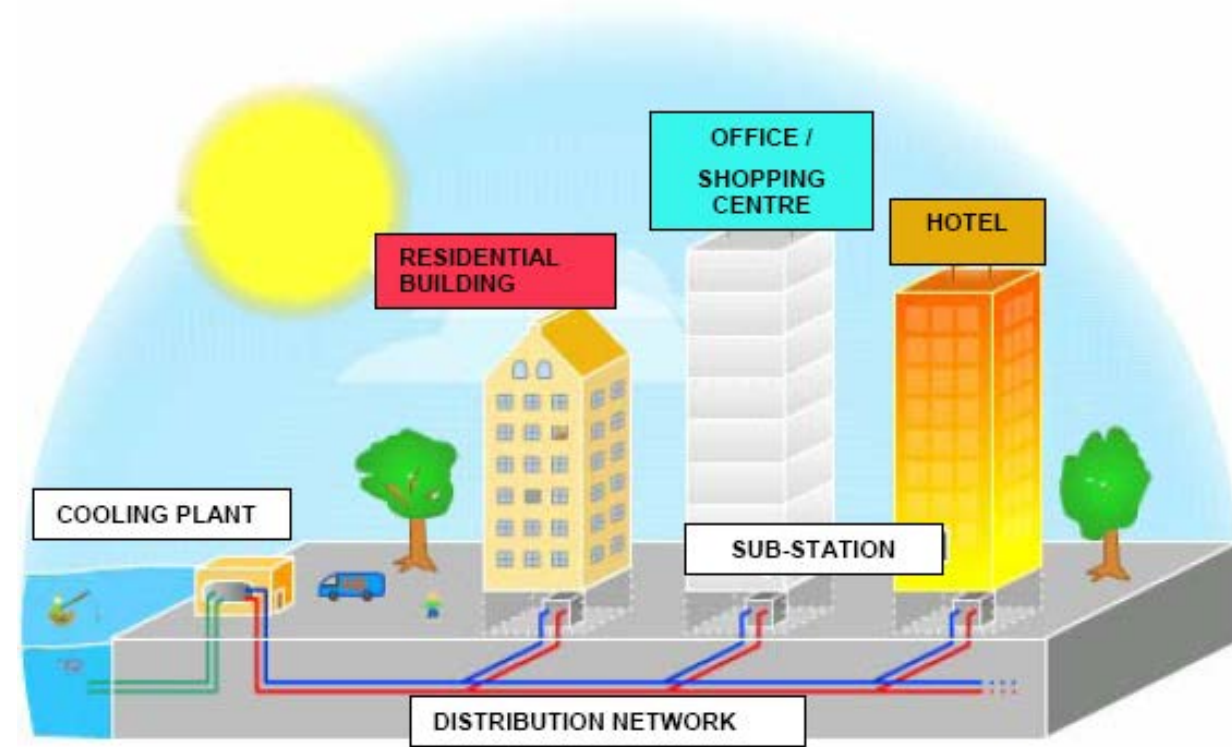 OFFICE /
SHOPPING
CENTRE
HOTEL
RESIDENTIAL
BUILDING
COOLING PLANT
SUB-STATION
DISTRIBUTION NETWORK